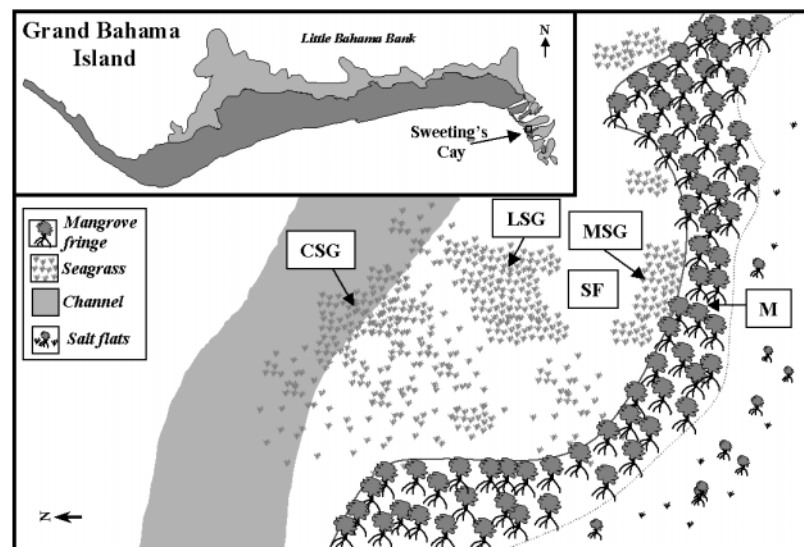 Grand Bahama
Island
Little Bahama Bank
N
Sweeting's
Cay
Mangrove
fringe
Seagrass
Channel
Salt flats
CSG
LSG
MSG
SF
M
N